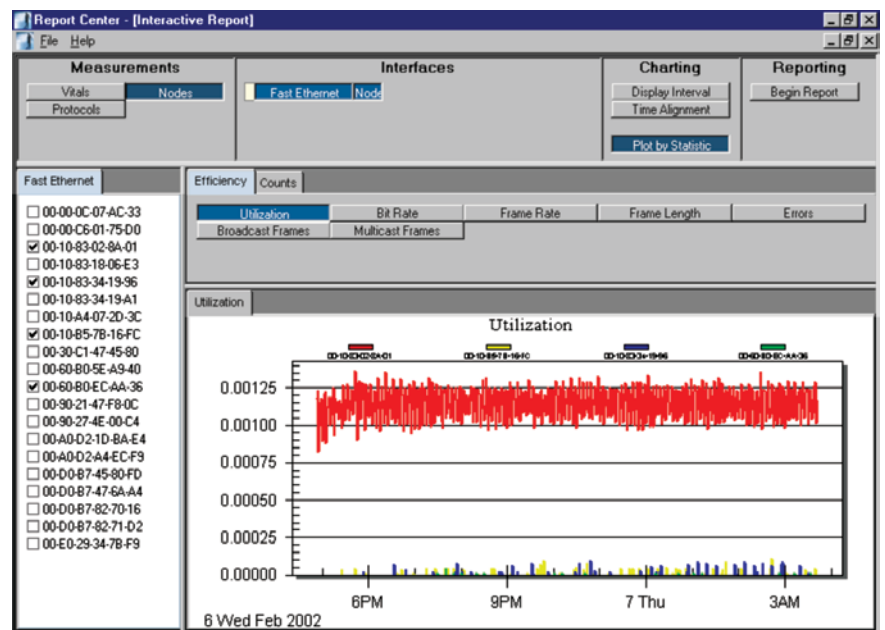 Report Center - [Interactive Report]
File Help
Measurements
Vitals Nodes
Protocols
Interfaces
Fast Ethernet Node
Charting
Display Interval
Time Alignment
Plot by Statistic
Reporting
Begin Report
Fast Ethernet
00-00-0C-07-AC-33
00-00-C6-01-75-D0
00-10-83-02-8A-01
00-10-83-18-06-E3
00-10-83-34-19-96
00-10-83-34-19-A1
00-10-A4-07-2D-3C
00-10-B5-7B-16-FC
00-30-C1-47-45-80
00-60-B0-5E-A9-40
00-60-B0-EC-AA-36
00-90-21-47-F8-0C
00-90-27-4E-00-C4
00-A0-D2-1D-BA-E4
00-A0-D2-A4-EC-F9
00-D0-B7-45-80-FD
00-D0-B7-47-6A-A4
00-D0-B7-82-70-16
00-D0-B7-82-71-D2
00-E0-29-34-7B-F9
Efficiency Counts
Utilization Bit Rate Frame Rate Frame Length Errors
Broadcast Frames Multicast Frames
Utilization
Utilization
0.00125
0.00100
0.00075
0.00050
0.00025
0.00000
6PM 9PM 7 Thu 3AM
6 Wed Feb 2002